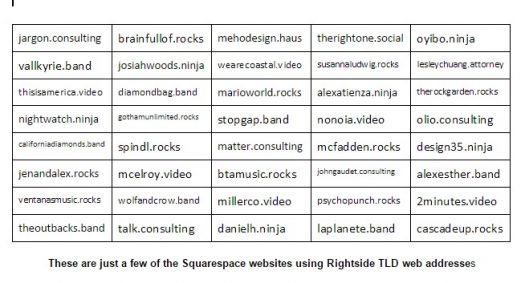 jargon.consulting brainfullof.rocks mehodesign.haus therightone.social oyibo.ninja
vallkyrie.band josiahwoods.ninja wearecoastal.video susannaludwig.rocks lesleychuang.attorney
thisisamerica.video diamondbag.band marioworld.rocks alexatienza.ninja therockgarden.rocks
nightwatch.ninja gothamunlimited.rocks stopgap.band nonoia.video olio.consulting
californiadiamonds.band spindl.rocks matter.consulting mcfadden.rocks design35.ninja
jenandalex.rocks mcelroy.video btamusic.rocks johngaudet.consulting alexesther.band
ventanasmusic.rocks wolfandcrow.band millerco.video psychopunch.rocks 2minutes.video
theoutbacks.band talk.consulting danielh.ninja laplanete.band cascadeup.rocks
These are just a few of the Squarespace websites using Rightside TLD web addresses